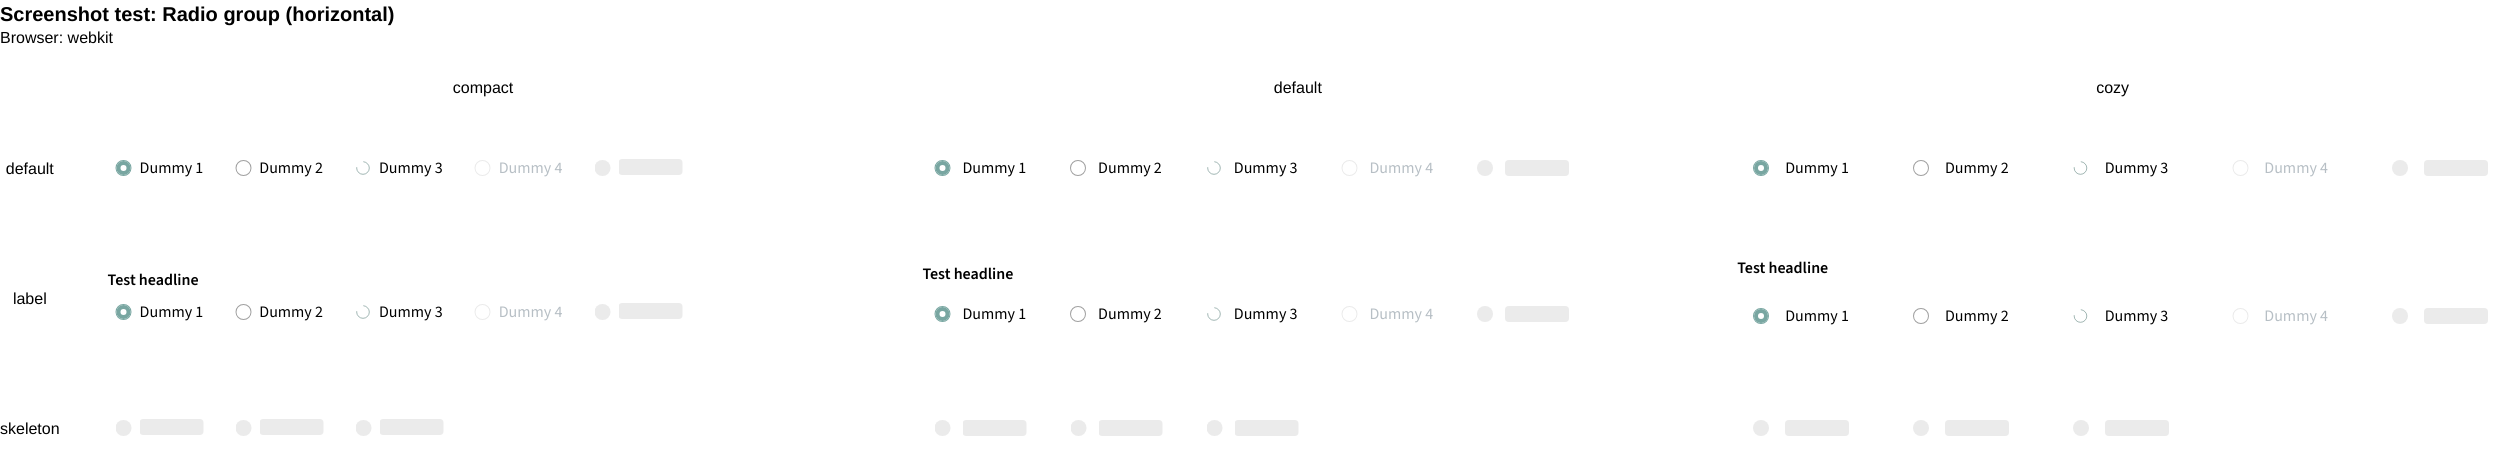 Screenshot test: Radio group (horizontal)
Browser: webkit
compact default cozy
default Dummy 1 Dummy 2 Dummy 3 Dummy 4 Dummy 1 Dummy 2 Dummy 3 Dummy 4 Dummy 1 Dummy 2 Dummy 3 Dummy 4
Test headline Test headline Test headline
label Dummy 1 Dummy 2 Dummy 3 Dummy 4 Dummy 1 Dummy 2 Dummy 3 Dummy 4 Dummy 1 Dummy 2 Dummy 3 Dummy 4
skeleton